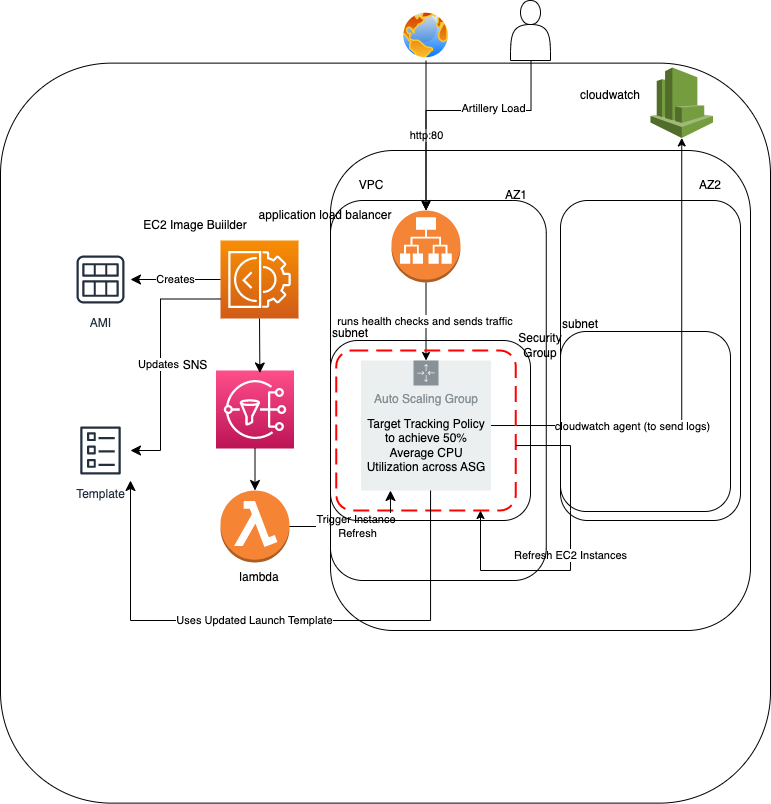 cloudwatch
Artillery Load
http:80
VPC
AZ2
AZ1
application load balancer
EC2 Image Buiilder
Creates
AMI
runs health checks and sends traffic
subnet
subnet
Security
Group
Updates
SNS
Auto Scaling Group
Target Tracking Policy
to achieve 50%
Average CPU
Utilization across ASG
cloudwatch agent (to send logs)
Template
Trigger Instance
Refresh
Refresh EC2 Instances
lambda
Uses Updated Launch Template